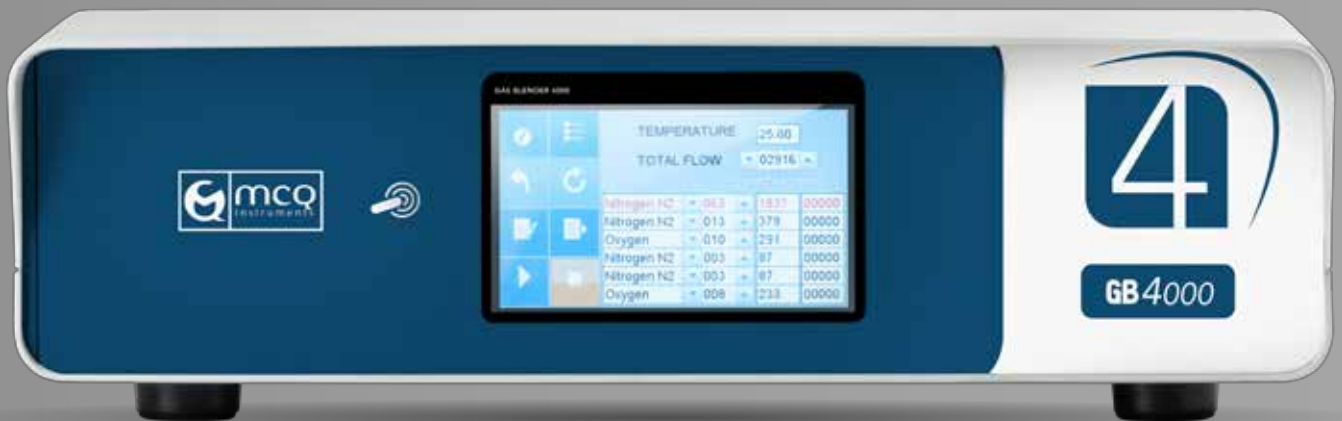 GAS BLENDER 4000
TEMPERATURE 25.00
TOTAL FLOW 02916
Nitrogen N2 063 1837 00000
Nitrogen N2 013 379 00000
Oxygen 010 291 00000
Nitrogen N2 003 87 00000
Nitrogen N2 003 87 00000
Oxygen 008 233 00000
mcq
instruments
4
GB4000